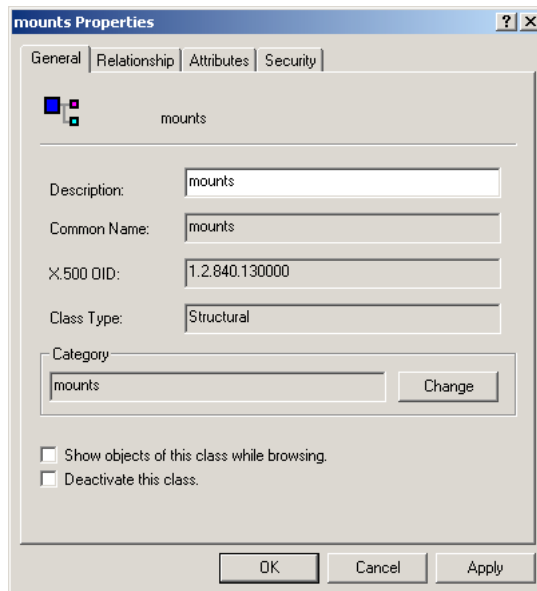 mounts Properties
General Relationship Attributes Security
mounts
Description: mounts
Common Name: mounts
X.500 OID: 1.2.840.130000
Class Type: Structural
Category
mounts Change
Show objects of this class while browsing.
Deactivate this class.
OK Cancel Apply